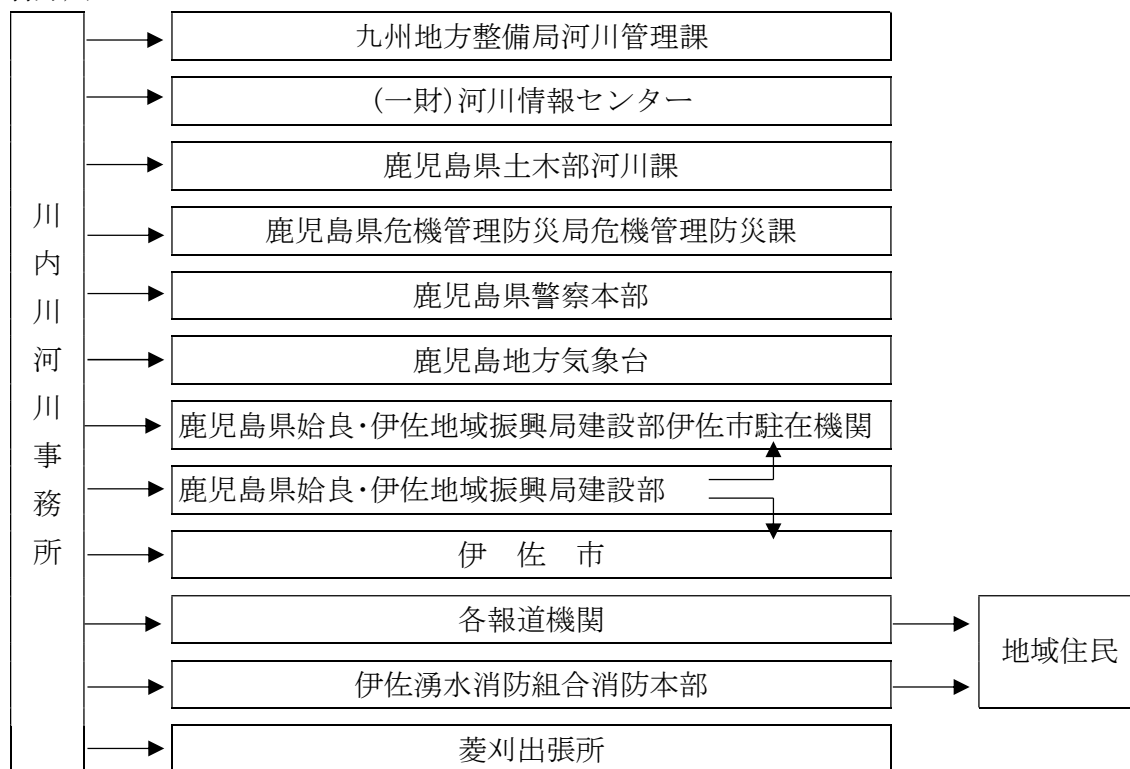 川内川河川事務所
九州地方整備局河川管理課
(一財)河川情報センター
鹿児島県土木部河川課
鹿児島県危機管理防災局危機管理防災課
鹿児島県警察本部
鹿児島地方気象台
鹿児島県姶良・伊佐地域振興局建設部伊佐市駐在機関
鹿児島県姶良・伊佐地域振興局建設部
伊 佐 市
各報道機関
伊佐湧水消防組合消防本部
菱刈出張所
地域住民